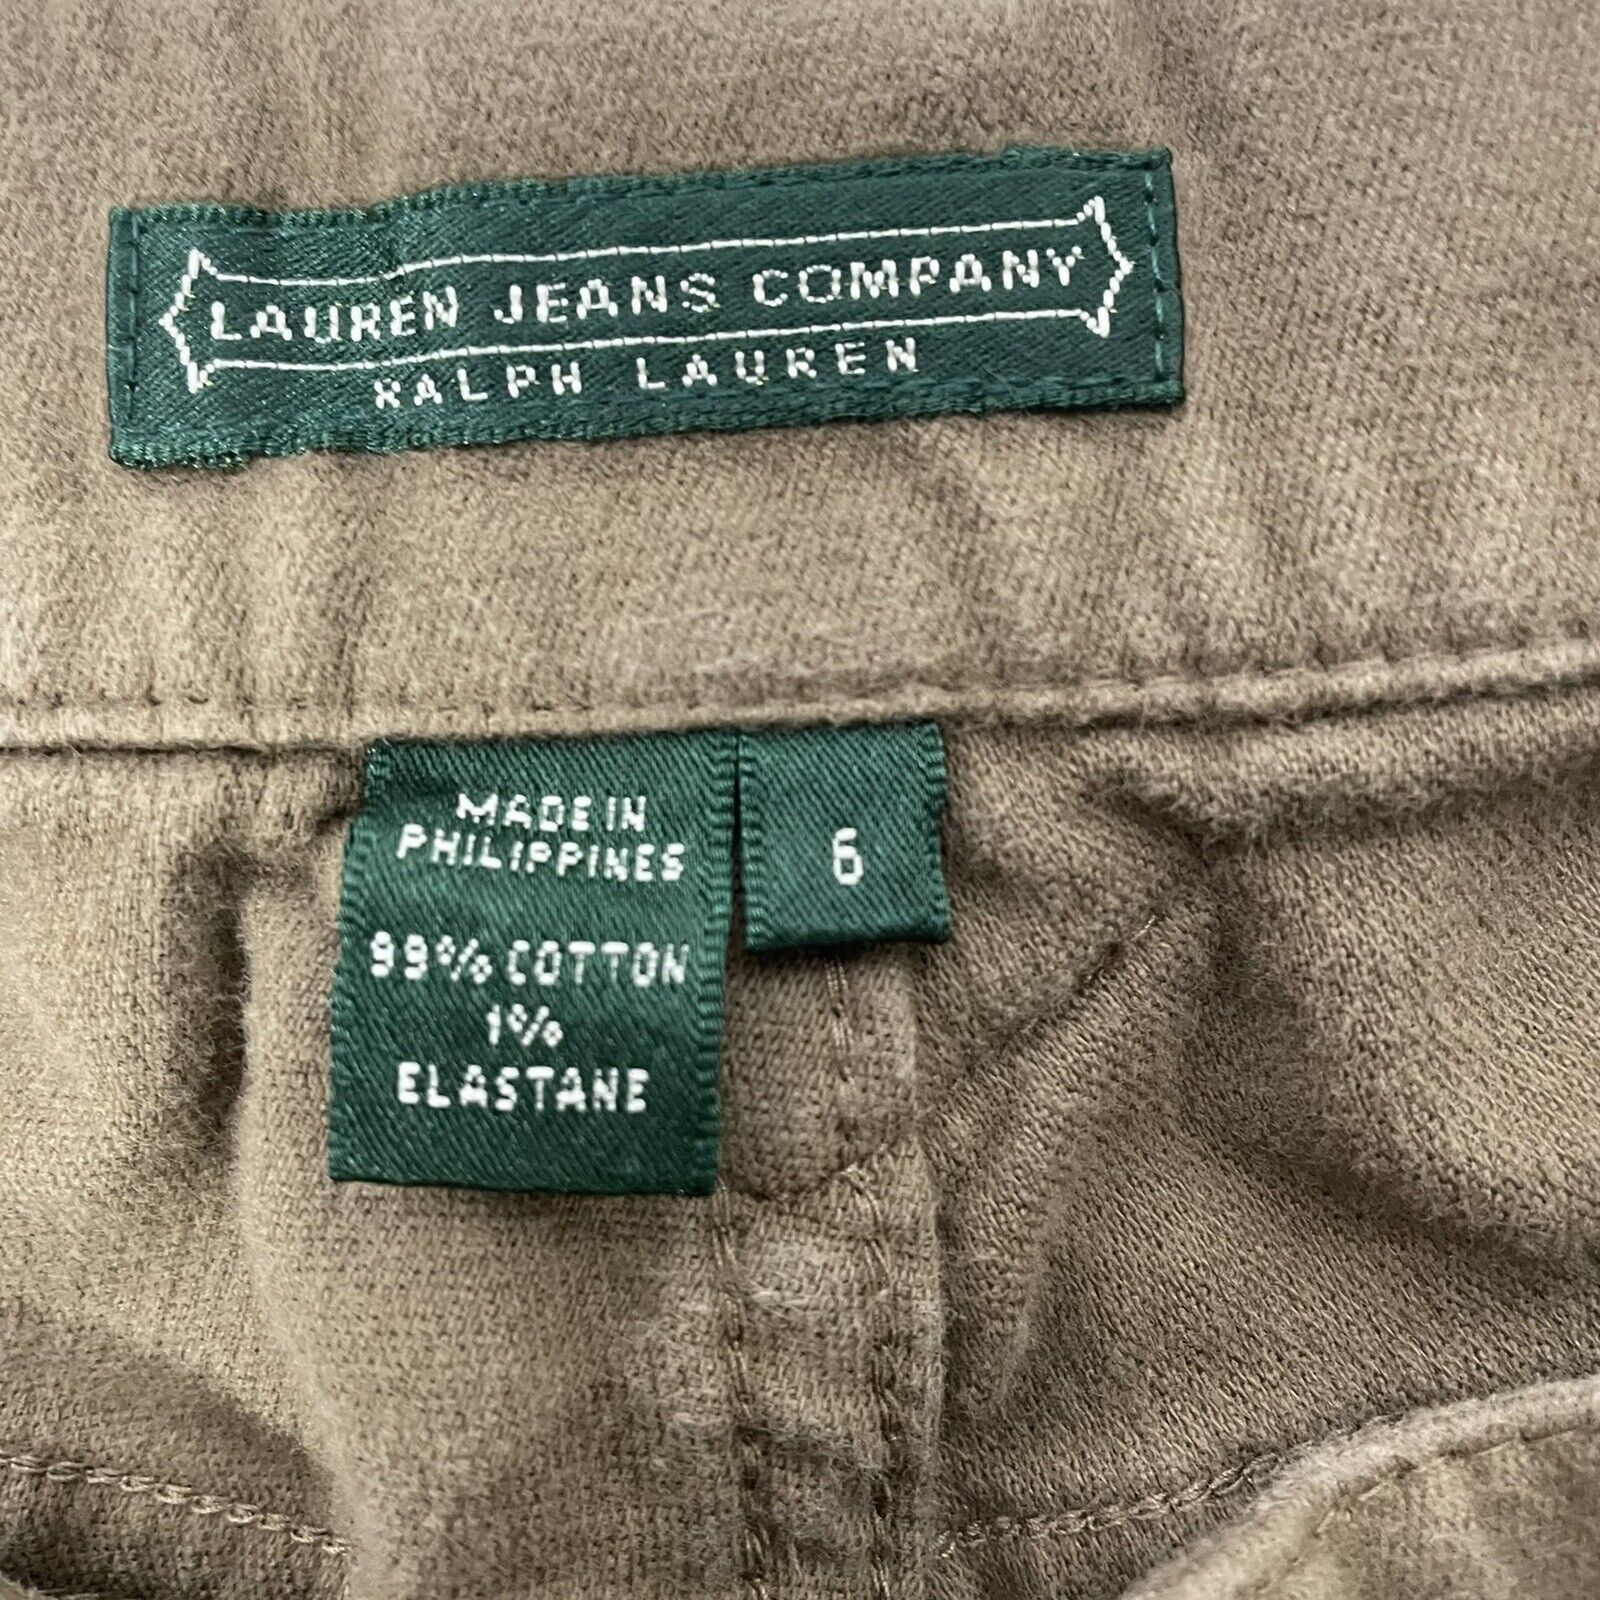 LAUREN JEANS COMPANY
RALPH LAUREN
MADE IN
PHILIPPINES
99% COTTON
1%
ELASTANE
6